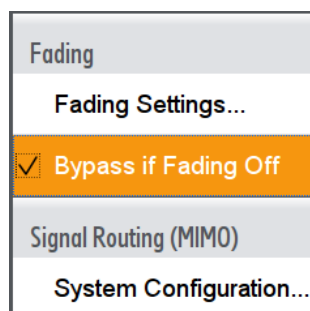 Fading
Fading Settings...
Bypass if Fading Off
Signal Routing (MIMO)
System Configuration...